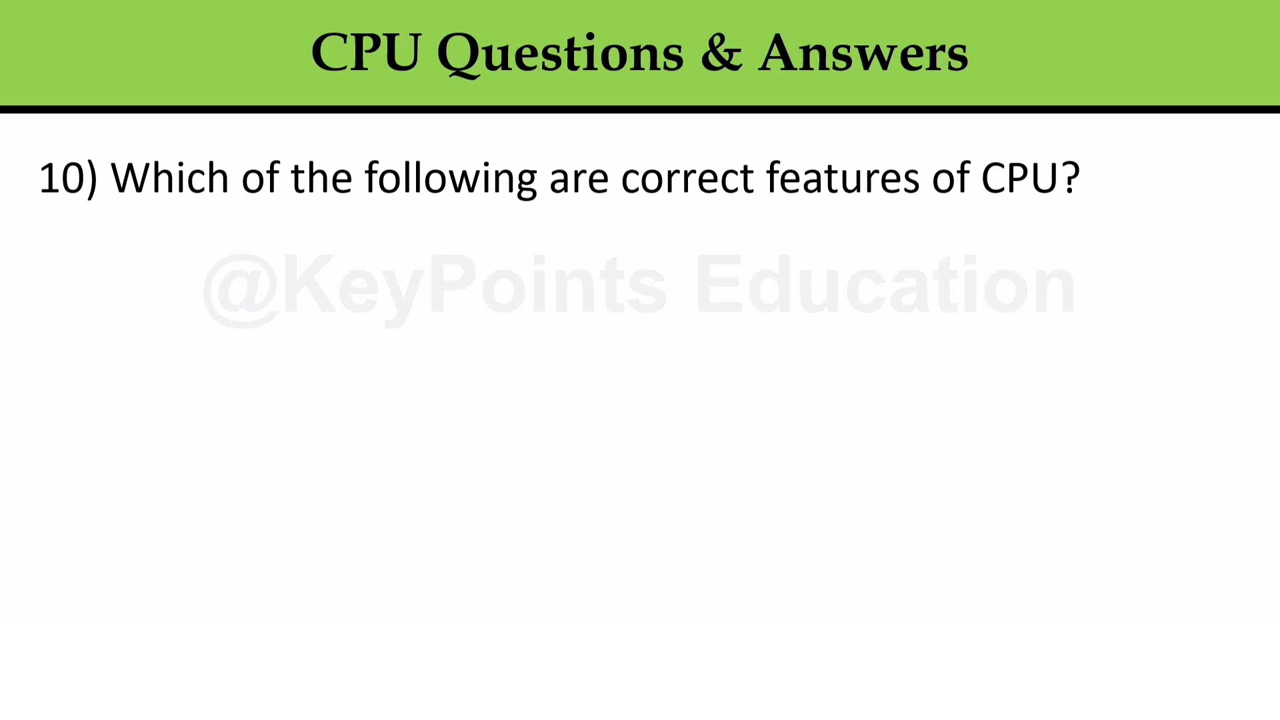 CPU Questions & Answers
10) Which of the following are correct features of CPU?
@KeyPoints Education